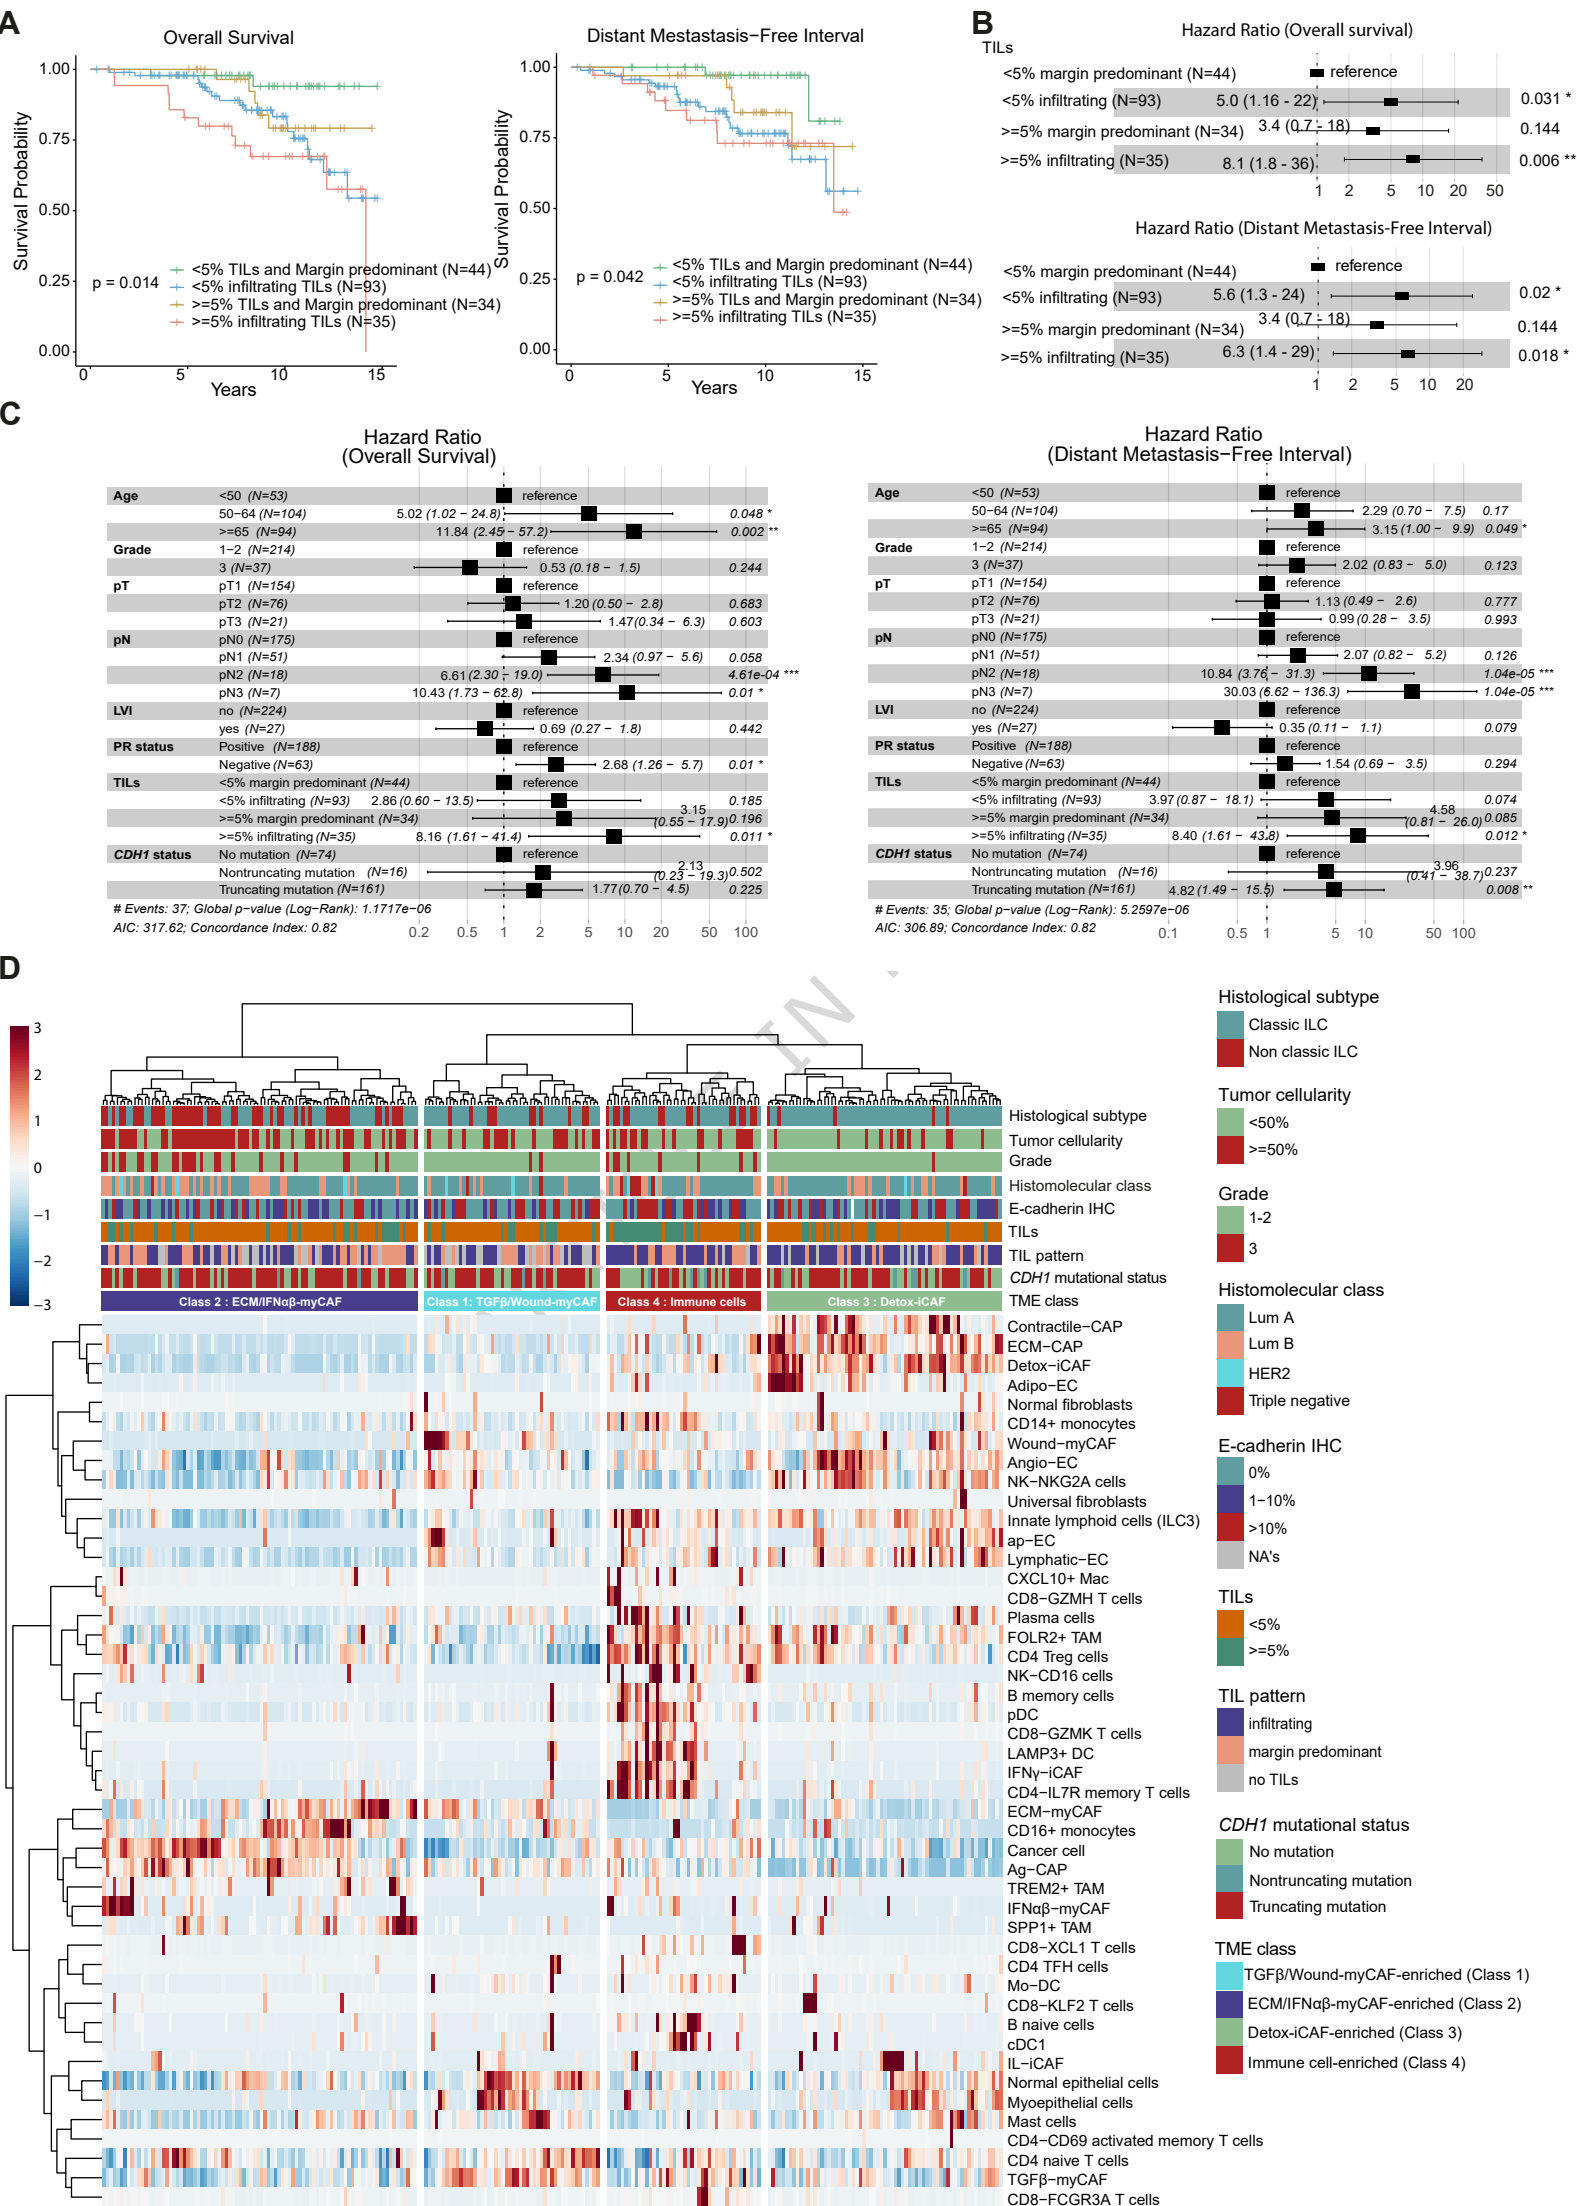 A
Overall Survival
Survival Probability
1.00
0.75
0.50
0.25
0.00
p = 0.014
<5% TILs and Margin predominant (N=44)
<5% infiltrating TILs (N=93)
>=5% TILs and Margin predominant (N=34)
>=5% infiltrating TILs (N=35)
0 5 10 15
Years
Distant Mestastasis−Free Interval
Survival Probability
1.00
0.75
0.50
0.25
0.00
p = 0.042
<5% TILs and Margin predominant (N=44)
<5% infiltrating TILs (N=93)
>=5% TILs and Margin predominant (N=34)
>=5% infiltrating TILs (N=35)
0 5 10 15
Years
B
Hazard Ratio (Overall survival)
TILs
<5% margin predominant (N=44) reference
<5% infiltrating (N=93) 5.0 (1.16 - 22) 0.031 *
>=5% margin predominant (N=34) 3.4 (0.7 - 18) 0.144
>=5% infiltrating (N=35) 8.1 (1.8 - 36) 0.006 **
1 2 5 10 20 50
Hazard Ratio (Distant Metastasis-Free Interval)
<5% margin predominant (N=44) reference
<5% infiltrating (N=93) 5.6 (1.3 - 24) 0.02 *
>=5% margin predominant (N=34) 3.4 (0.7 - 18) 0.144
>=5% infiltrating (N=35) 6.3 (1.4 - 29) 0.018 *
1 2 5 10 20
C
Hazard Ratio
(Overall Survival)
Age <50 (N=53) reference
50−64 (N=104) 5.02 (1.02 − 24.8) 0.048 *
>=65 (N=94) 11.84 (2.45 − 57.2) 0.002 **
Grade 1−2 (N=214) reference
3 (N=37) 0.53 (0.18 − 1.5) 0.244
pT pT1 (N=154) reference
pT2 (N=76) 1.20 (0.50 − 2.8) 0.683
pT3 (N=21) 1.47 (0.34 − 6.3) 0.603
pN pN0 (N=175) reference
pN1 (N=51) 2.34 (0.97 − 5.6) 0.058
pN2 (N=18) 6.61 (2.30 − 19.0) 4.61e−04 ***
pN3 (N=7) 10.43 (1.73 − 62.8) 0.01 *
LVI no (N=224) reference
yes (N=27) 0.69 (0.27 − 1.8) 0.442
PR status Positive (N=188) reference
Negative (N=63) 2.68 (1.26 − 5.7) 0.01 *
TILs <5% margin predominant (N=44) reference
<5% infiltrating (N=93) 2.86 (0.60 − 13.5) 0.185
>=5% margin predominant (N=34) 3.15 (0.55 − 17.9) 0.196
>=5% infiltrating (N=35) 8.16 (1.61 − 41.4) 0.011 *
CDH1 status No mutation (N=74) reference
Nontruncating mutation (N=16) 2.13 (0.23 − 19.3) 0.502
Truncating mutation (N=161) 1.77 (0.70 − 4.5) 0.225
# Events: 37; Global p−value (Log−Rank): 1.1717e−06
AIC: 317.62; Concordance Index: 0.82
0.2 0.5 1 2 5 10 20 50 100
Hazard Ratio
(Distant Metastasis−Free Interval)
Age <50 (N=53) reference
50−64 (N=104) 2.29 (0.70 − 7.5) 0.17
>=65 (N=94) 3.15 (1.00 − 9.9) 0.049 *
Grade 1−2 (N=214) reference
3 (N=37) 2.02 (0.83 − 5.0) 0.123
pT pT1 (N=154) reference
pT2 (N=76) 1.13 (0.49 − 2.6) 0.777
pT3 (N=21) 0.99 (0.28 − 3.5) 0.993
pN pN0 (N=175) reference
pN1 (N=51) 2.07 (0.82 − 5.2) 0.126
pN2 (N=18) 10.84 (3.76 − 31.3) 1.04e−05 ***
pN3 (N=7) 30.03 (6.62 − 136.3) 1.04e−05 ***
LVI no (N=224) reference
yes (N=27) 0.35 (0.11 − 1.1) 0.079
PR status Positive (N=188) reference
Negative (N=63) 1.54 (0.69 − 3.5) 0.294
TILs <5% margin predominant (N=44) reference
<5% infiltrating (N=93) 3.97 (0.87 − 18.1) 0.074
>=5% margin predominant (N=34) 4.58 (0.81 − 26.0) 0.085
>=5% infiltrating (N=35) 8.40 (1.61 − 43.8) 0.012 *
CDH1 status No mutation (N=74) reference
Nontruncating mutation (N=16) 3.96 (0.41 − 38.7) 0.237
Truncating mutation (N=161) 4.82 (1.49 − 15.5) 0.008 **
# Events: 35; Global p−value (Log−Rank): 5.2597e−06
AIC: 306.89; Concordance Index: 0.82
0.1 0.5 1 5 10 50 100
D
IN
3
2
1
0
−1
−2
−3
Histological subtype
Tumor cellularity
Grade
Histomolecular class
E-cadherin IHC
TILs
TIL pattern
CDH1 mutational status
TME class
Class 2 : ECM/IFNαβ-myCAF
Class 1: TGFβ/Wound-myCAF
Class 4 : Immune cells
Class 3 : Detox-iCAF
Contractile−CAP
ECM−CAP
Detox−iCAF
Adipo−EC
Normal fibroblasts
CD14+ monocytes
Wound−myCAF
Angio−EC
NK−NKG2A cells
Universal fibroblasts
Innate lymphoid cells (ILC3)
ap−EC
Lymphatic−EC
CXCL10+ Mac
CD8−GZMH T cells
Plasma cells
FOLR2+ TAM
CD4 Treg cells
NK−CD16 cells
B memory cells
pDC
CD8−GZMK T cells
LAMP3+ DC
IFNγ−iCAF
CD4−IL7R memory T cells
ECM−myCAF
CD16+ monocytes
Cancer cell
Ag−CAP
TREM2+ TAM
IFNαβ−myCAF
SPP1+ TAM
CD8−XCL1 T cells
CD4 TFH cells
Mo−DC
CD8−KLF2 T cells
B naive cells
cDC1
IL−iCAF
Normal epithelial cells
Myoepithelial cells
Mast cells
CD4−CD69 activated memory T cells
CD4 naive T cells
TGFβ−myCAF
CD8−FCGR3A T cells
Histological subtype
Classic ILC
Non classic ILC
Tumor cellularity
<50%
>=50%
Grade
1-2
3
Histomolecular class
Lum A
Lum B
HER2
Triple negative
E-cadherin IHC
0%
1−10%
>10%
NA's
TILs
<5%
>=5%
TIL pattern
infiltrating
margin predominant
no TILs
CDH1 mutational status
No mutation
Nontruncating mutation
Truncating mutation
TME class
TGFβ/Wound-myCAF-enriched (Class 1)
ECM/IFNαβ-myCAF-enriched (Class 2)
Detox-iCAF-enriched (Class 3)
Immune cell-enriched (Class 4)